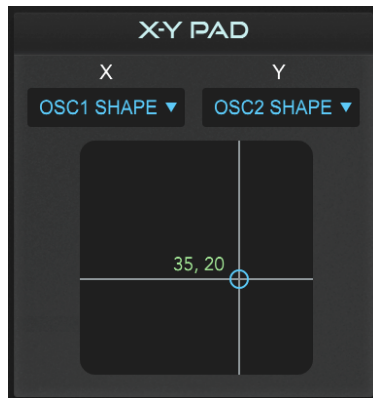 X-Y PAD
X Y
OSC1 SHAPE ▼ OSC2 SHAPE ▼
35, 20